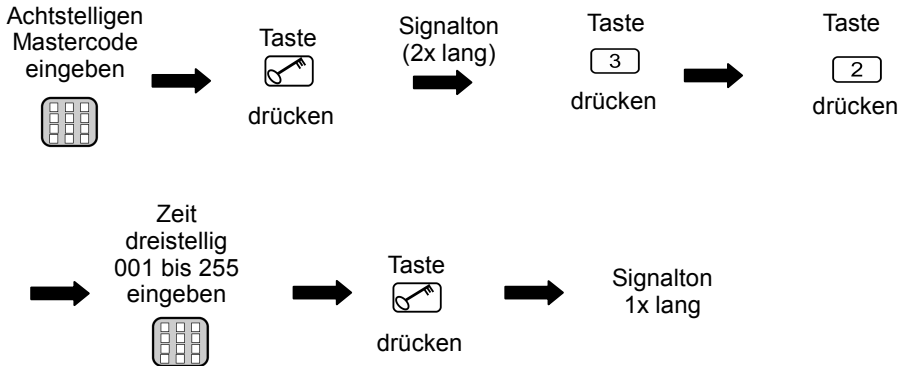 Achtstelligen
Mastercode
eingeben
Taste
drücken
Signalton
(2x lang)
Taste
3
drücken
Taste
2
drücken
Zeit
dreistellig
001 bis 255
eingeben
Taste
drücken
Signalton
1x lang